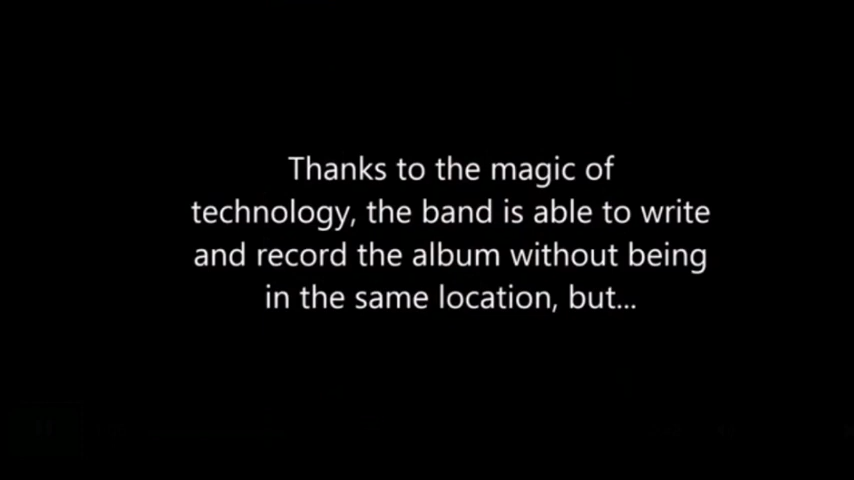 Thanks to the magic of
technology, the band is able to write
and record the album without being
in the same location, but...